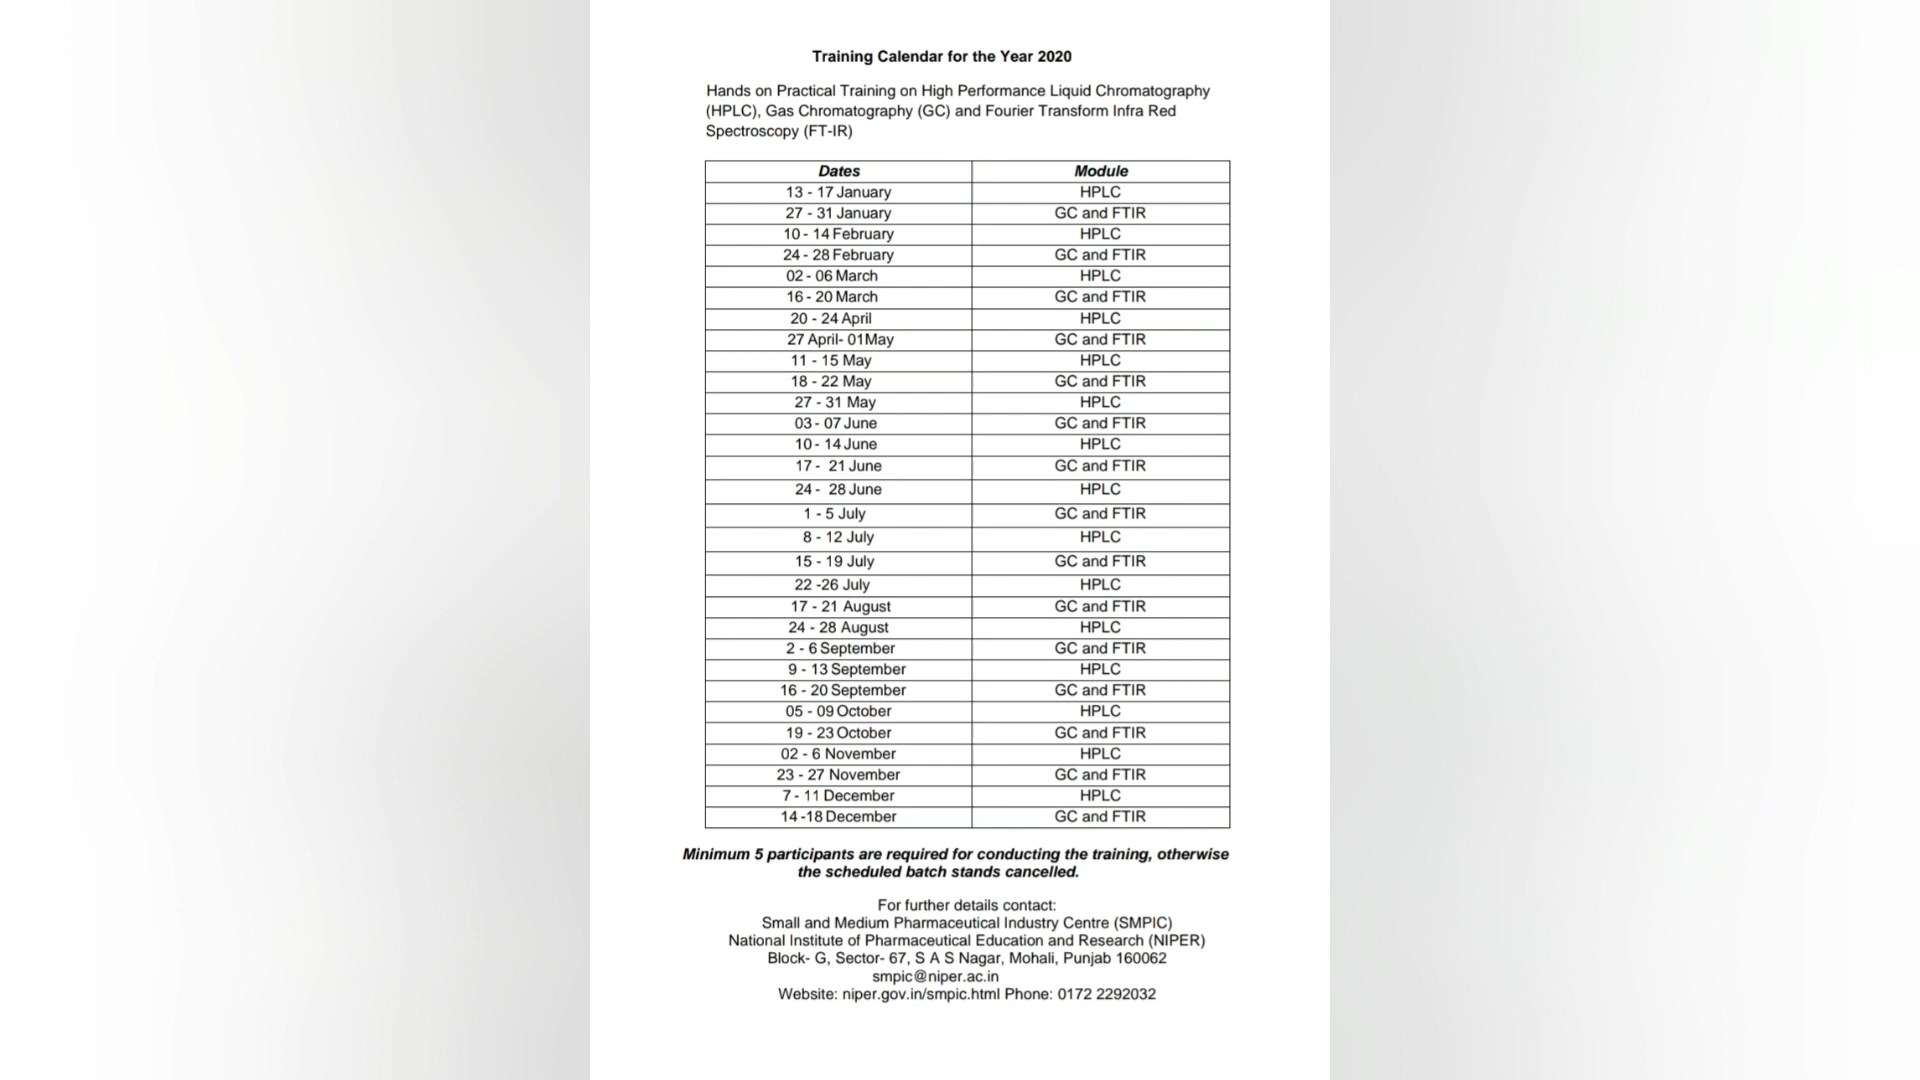 Training Calendar for the Year 2020
Hands on Practical Training on High Performance Liquid Chromatography
(HPLC), Gas Chromatography (GC) and Fourier Transform Infra Red
Spectroscopy (FT-IR)
Dates Module
13 - 17 January HPLC
27 - 31 January GC and FTIR
10 - 14 February HPLC
24 - 28 February GC and FTIR
02 - 06 March HPLC
16 - 20 March GC and FTIR
20 - 24 April HPLC
27 April- 01May GC and FTIR
11 - 15 May HPLC
18 - 22 May GC and FTIR
27 - 31 May HPLC
03 - 07 June GC and FTIR
10 - 14 June HPLC
17 - 21 June GC and FTIR
24 - 28 June HPLC
1 - 5 July GC and FTIR
8 - 12 July HPLC
15 - 19 July GC and FTIR
22 -26 July HPLC
17 - 21 August GC and FTIR
24 - 28 August HPLC
2 - 6 September GC and FTIR
9 - 13 September HPLC
16 - 20 September GC and FTIR
05 - 09 October HPLC
19 - 23 October GC and FTIR
02 - 6 November HPLC
23 - 27 November GC and FTIR
7 - 11 December HPLC
14 -18 December GC and FTIR
Minimum 5 participants are required for conducting the training, otherwise
the scheduled batch stands cancelled.
For further details contact:
Small and Medium Pharmaceutical Industry Centre (SMPIC)
National Institute of Pharmaceutical Education and Research (NIPER)
Block- G, Sector- 67, S A S Nagar, Mohali, Punjab 160062
smpic@niper.ac.in
Website: niper.gov.in/smpic.html Phone: 0172 2292032